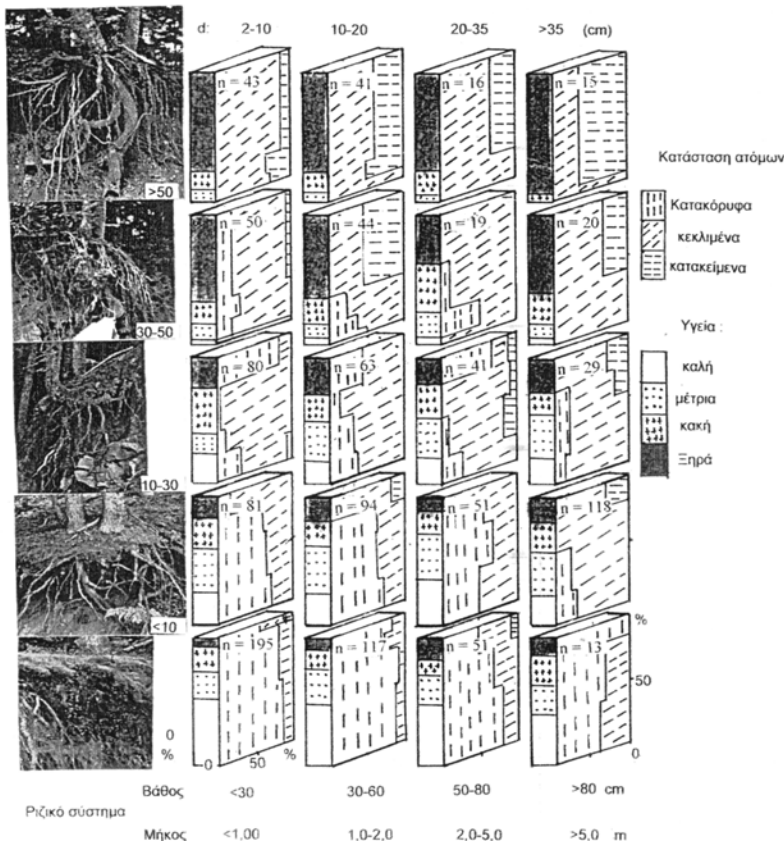 d: 2-10 10-20 20-35 >35 (cm)
n = 43 n = 41 n = 16 n = 15
>50
Κατάσταση ατόμων
Κατακόρυφα
κεκλιμένα
κατακείμενα
n = 50 n = 44 n = 19 n = 20
30-50
Υγεία :
καλή
μέτρια
κακή
Ξηρά
n = 80 n = 63 n = 41 n = 29
10-30
n = 81 n = 94 n = 51 n = 118
<10
n = 195 n = 117 n = 51 n = 13
%
50
0
0
%
0 50 %
Βάθος <30 30-60 50-80 >80 cm
Ριζικό σύστημα
Μήκος <1,00 1,0-2,0 2,0-5,0 >5,0 m